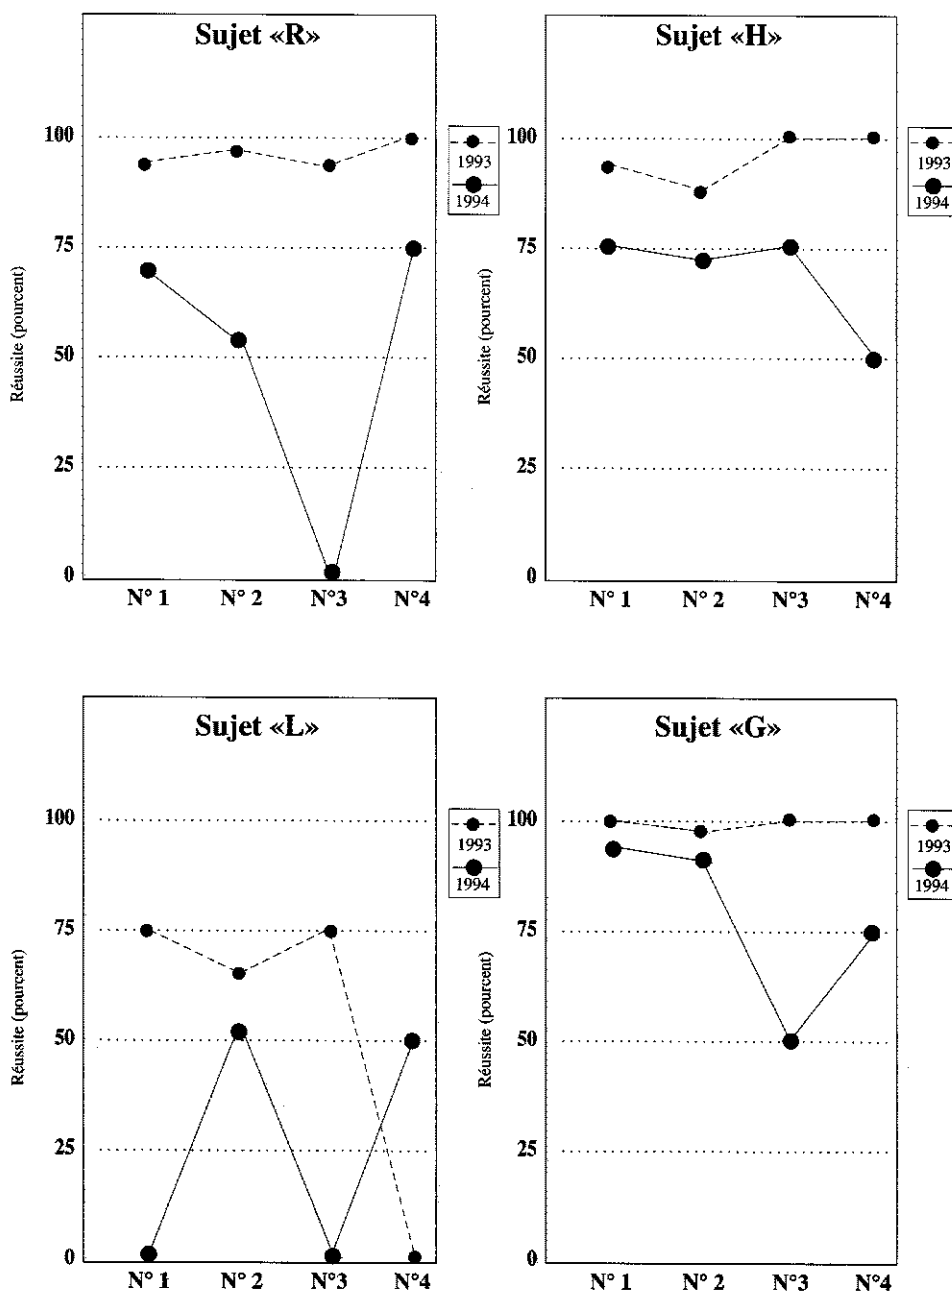 Sujet «R»
100
75
50
25
0
Réussite (pourcent)
N° 1 N° 2 N°3 N°4
1993
1994
Sujet «H»
100
75
50
25
0
Réussite (pourcent)
N° 1 N° 2 N°3 N°4
1993
1994
Sujet «L»
100
75
50
25
0
Réussite (pourcent)
N° 1 N° 2 N°3 N°4
1993
1994
Sujet «G»
100
75
50
25
0
Réussite (pourcent)
N° 1 N° 2 N°3 N°4
1993
1994